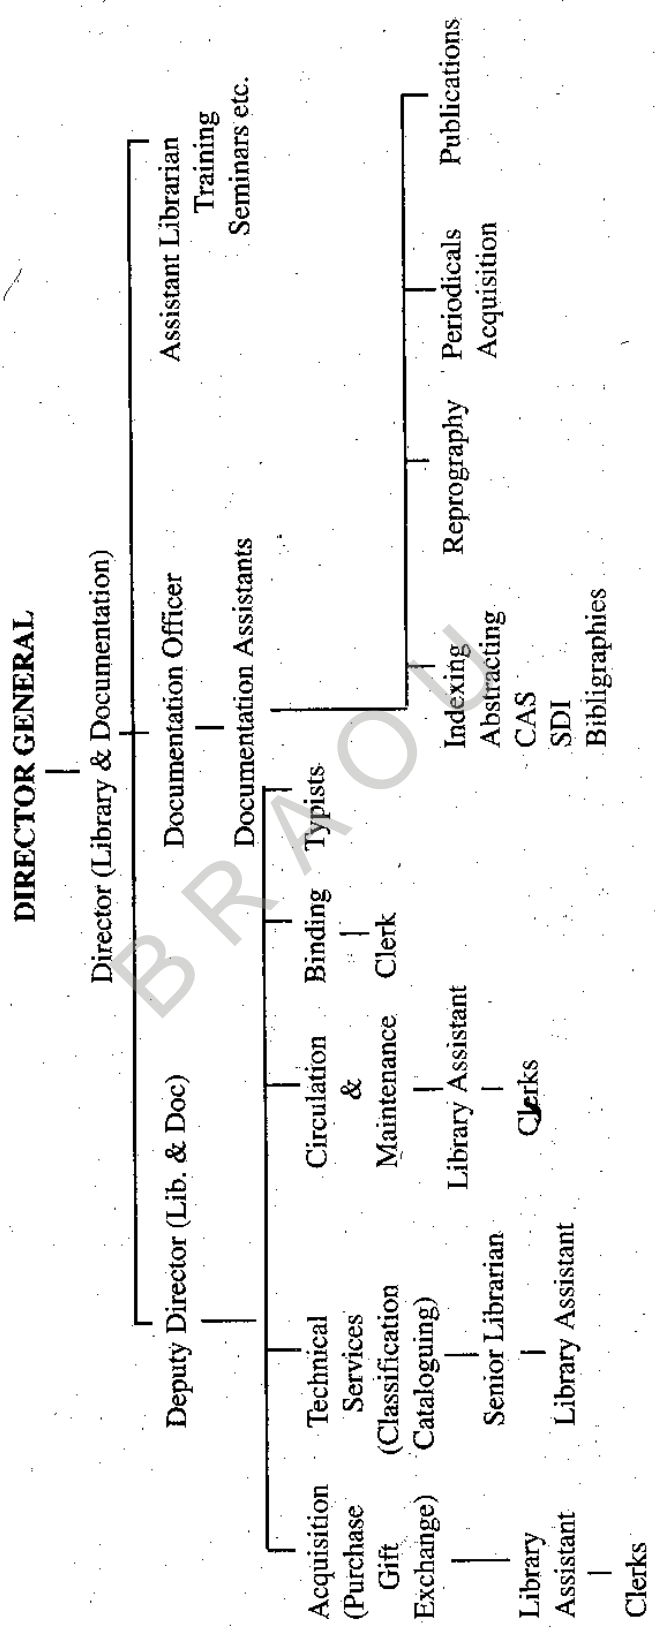 DIRECTOR GENERAL
Director (Library & Documentation)
Deputy Director (Lib. & Doc)
Documentation Officer
Assistant Librarian
Training
Seminars etc.
Documentation Assistants
Acquisition
(Purchase
Gift
Exchange)
Library
Assistant
Clerks
Technical
Services
(Classification
Cataloguing)
Senior Librarian
Library Assistant
Circulation
&
Maintenance
Library Assistant
Clerks
Binding
Clerk
Typists
Indexing
Abstracting
CAS
SDI
Bibligraphies
Reprography
Periodicals
Acquisition
Publications
BRAOU